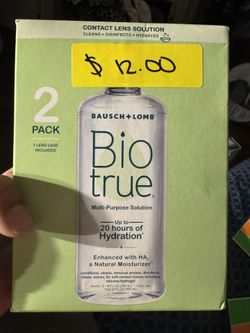 CONTACT LENS SOLUTION
CLEANS • DISINFECTS • HYDRATES
$ 12.00
2
PACK
1 LENS CASE
INCLUDED
BAUSCH + LOMB
Bio
true
Multi-Purpose Solution
Up to
20 hours of
Hydration
Enhanced with HA,
a Natural Moisturizer